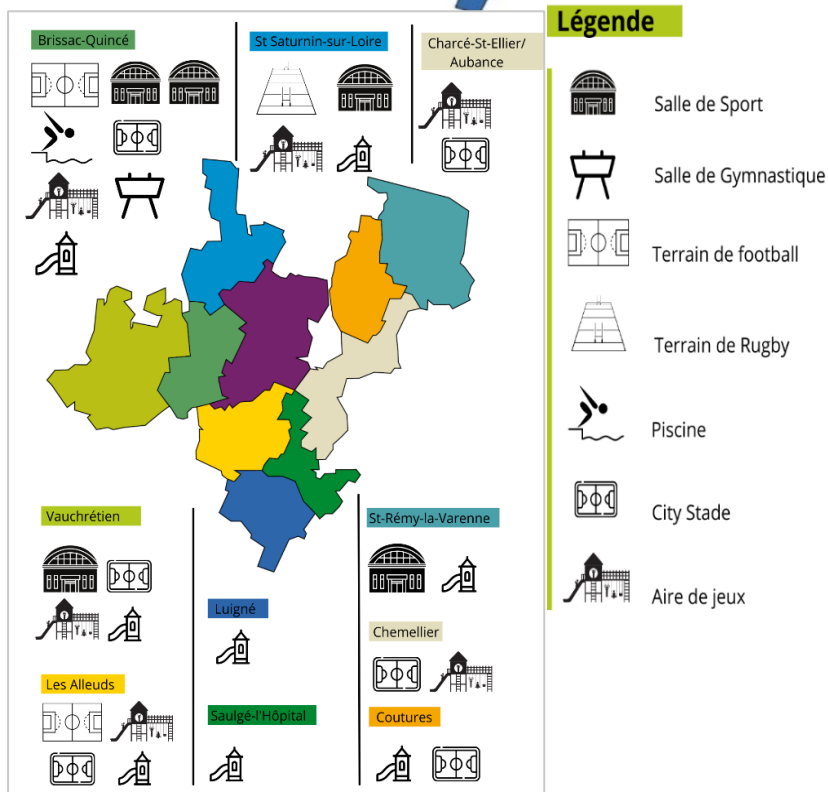 Légende
Brissac-Quincé
St Saturnin-sur-Loire
Charcé-St-Ellier/
Aubance
Salle de Sport
Salle de Gymnastique
Terrain de football
Terrain de Rugby
Piscine
City Stade
Aire de jeux
Vauchrétien
St-Rémy-la-Varenne
Luigné
Chemellier
Les Alleuds
Saulgé-l'Hôpital
Coutures